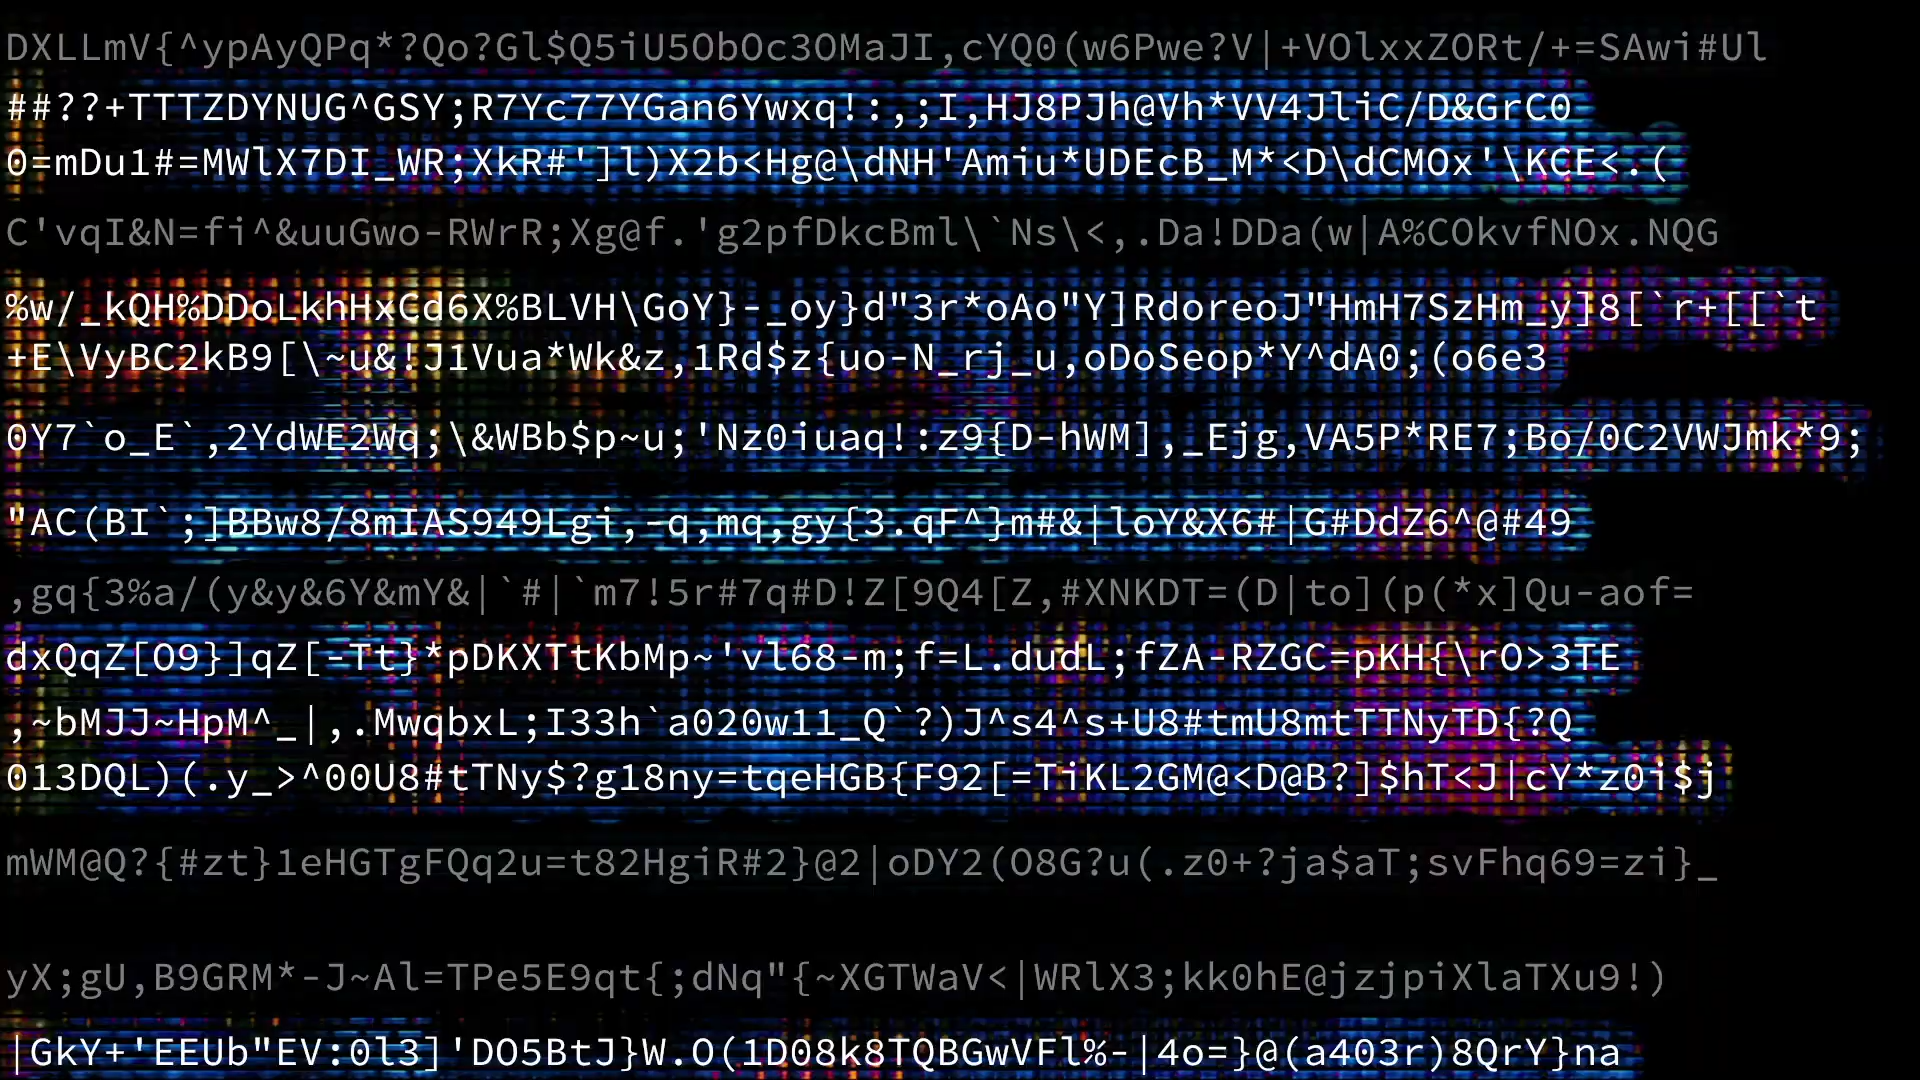 DXLLmV{^ypAyQPq*?Qo?Gl$Q5iU5ObOc3OMaJI,cYQ0(w6Pwe?V|+VOlxxZORt/+=SAwi#Ul
##??+TTTZDYNUG^GSY;R7Yc77YGan6Ywxq!:,;I,HJ8PJh@Vh*VV4JliC/D&GrC0
0=mDu1#=MWlX7DI_WR;XkR#']l)X2b<Hg@\dNH'Amiu*UDEcB_M*<D\dCMOx'\KCE<.(
C'vqI&N=fi^&uuGwo-RWrR;Xg@f.'g2pfDkcBml\`Ns\<,.Da!DDa(w|A%COkvfNOx.NQG
%w/_kQH%DDoLkhHxCd6X%BLVH\GoY}-_oy}d"3r*oAo"Y]RdoreoJ"HmH7SzHm_y]8[`r+[[`t
+E\VyBC2kB9[\~u&!J1Vua*Wk&z,1Rd$z{uo-N_rj_u,oDoSeop*Y^dA0;(o6e3
0Y7`o_E`,2YdWE2Wq;\&WBb$p~u;'Nz0iuaq!:z9{D-hWM],_Ejg,VA5P*RE7;Bo/0C2VWJmk*9;
"AC(BI`;]BBw8/8mIAS949Lgi,-q,mq,gy{3.qF^}m#&|loY&X6#|G#DdZ6^@#49
,gq{3%a/(y&y&6Y&mY&|`#|`m7!5r#7q#D!Z[9Q4[Z,#XNKDT=(D|to](p(*x]Qu-aof=
dxQqZ[O9}]qZ[-Tt}*pDKXTtKbMp~'vl68-m;f=L.dudL;fZA-RZGC=pKH{\rO>3TE
,~bMJJ~HpM^_|,.MwqbxL;I33h`a020w11_Q`?)J^s4^s+U8#tmU8mtTTNyTD{?Q
013DQL)(.y_>^00U8#tTNy$?g18ny=tqeHGB{F92[=TiKL2GM@<D@B?]$hT<J|cY*z0i$j
mWM@Q?{#zt}1eHGTgFQq2u=t82HgiR#2}@2|oDY2(O8G?u(.z0+?ja$aT;svFhq69=zi}_
yX;gU,B9GRM*-J~Al=TPe5E9qt{;dNq"{~XGTWaV<|WRlX3;kk0hE@jzjpiXlaTXu9!)
|GkY+'EEUb"EV:0l3]'DO5BtJ}W.O(1D08k8TQBGwVFl%-|4o=}@(a403r)8QrY}na